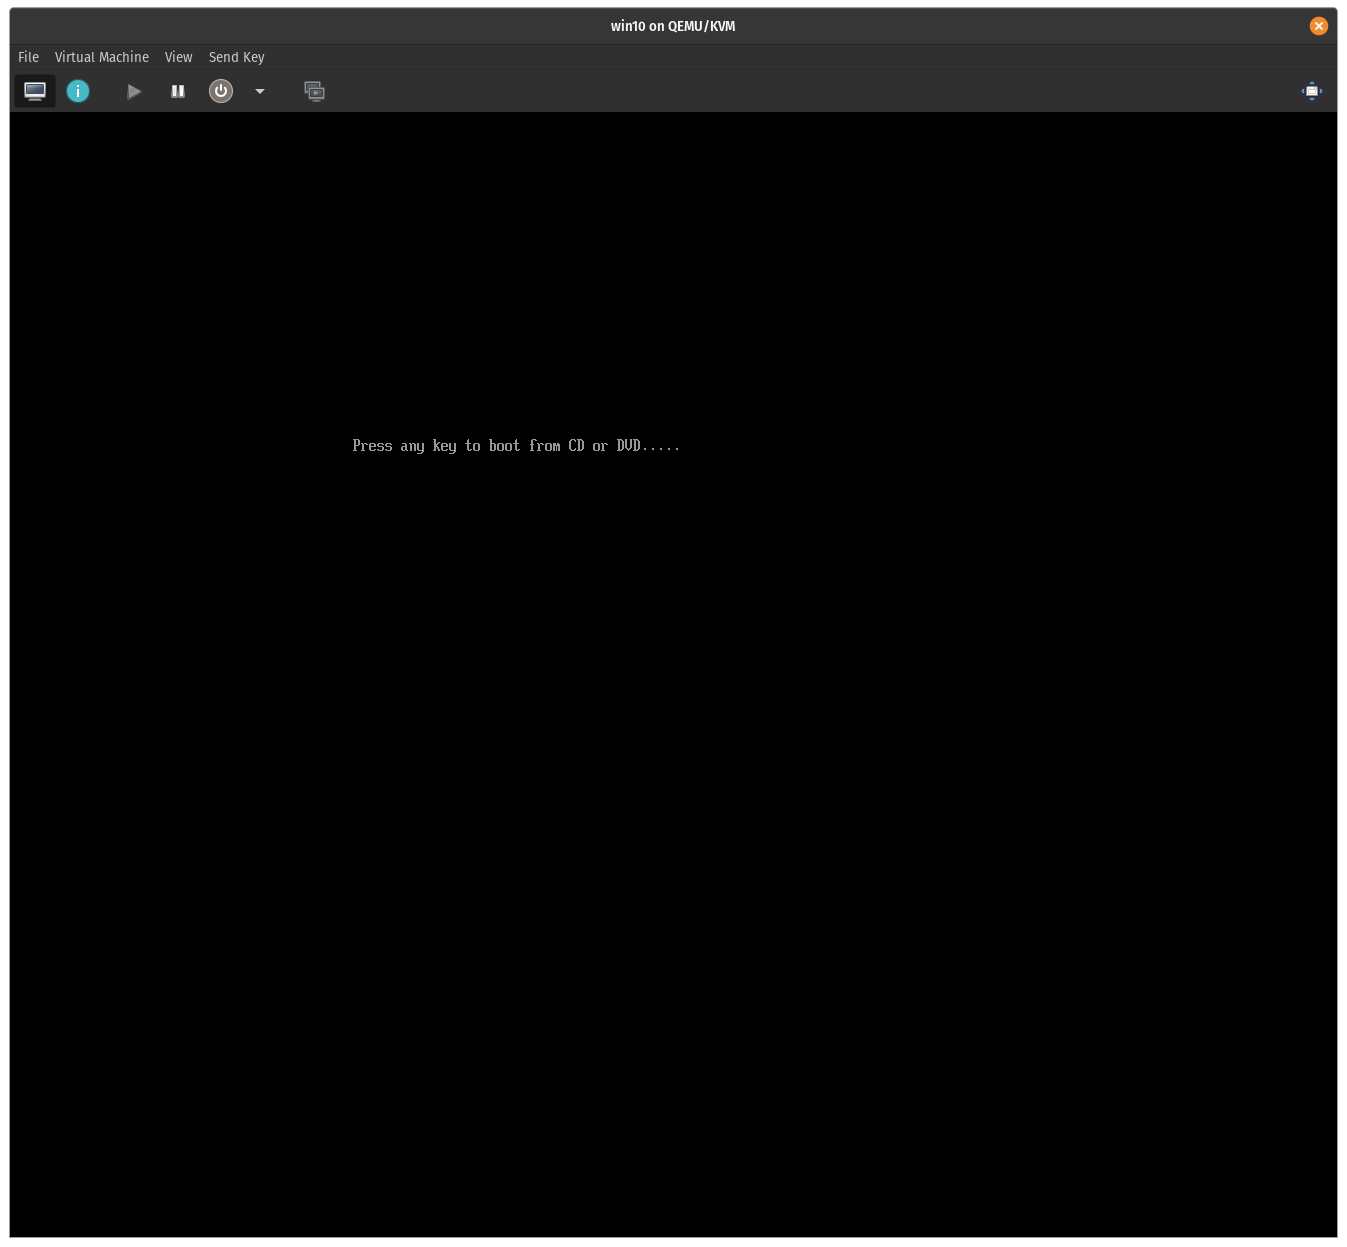 win10 on QEMU/KVM
File Virtual Machine View Send Key
Press any key to boot from CD or DVD.....